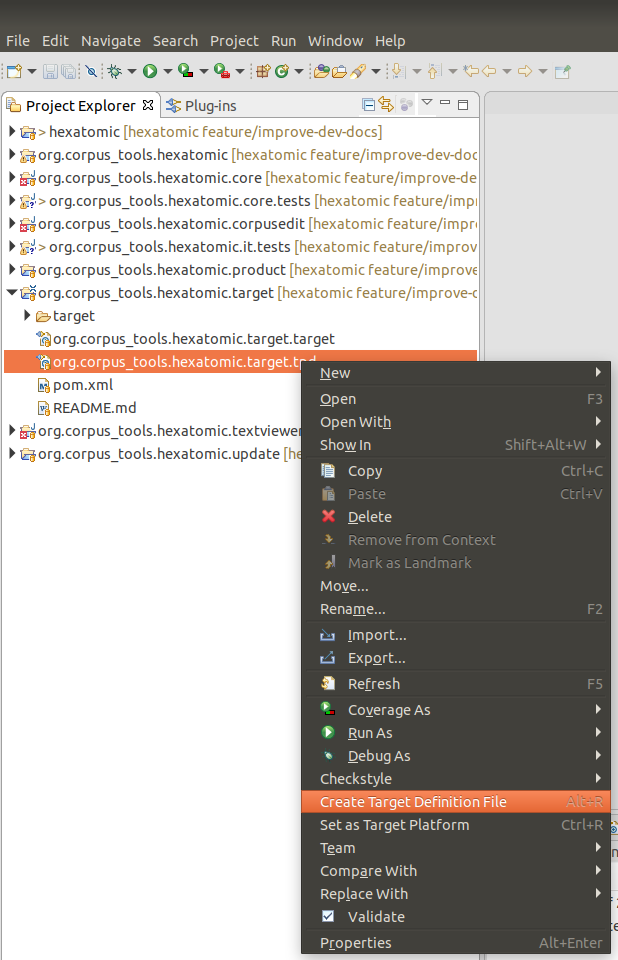 File Edit Navigate Search Project Run Window Help
Project Explorer Plug-ins
> hexatomic [hexatomic feature/improve-dev-docs]
org.corpus_tools.hexatomic [hexatomic feature/improve-dev-doc
org.corpus_tools.hexatomic.core [hexatomic feature/improve-de
> org.corpus_tools.hexatomic.core.tests [hexatomic feature/imp
org.corpus_tools.hexatomic.corpusedit [hexatomic feature/impr
> org.corpus_tools.hexatomic.it.tests [hexatomic feature/improv
org.corpus_tools.hexatomic.product [hexatomic feature/improve
org.corpus_tools.hexatomic.target [hexatomic feature/improve-d
target
org.corpus_tools.hexatomic.target.target
org.corpus_tools.hexatomic.target.tpd
pom.xml
README.md
org.corpus_tools.hexatomic.textviewer
org.corpus_tools.hexatomic.update [he
New
Open F3
Open With
Show In Shift+Alt+W
Copy Ctrl+C
Paste Ctrl+V
Delete
Remove from Context
Mark as Landmark
Move...
Rename... F2
Import...
Export...
Refresh F5
Coverage As
Run As
Debug As
Checkstyle
Create Target Definition File Alt+R
Set as Target Platform Ctrl+R
Team
Compare With
Replace With
Validate
Properties Alt+Enter